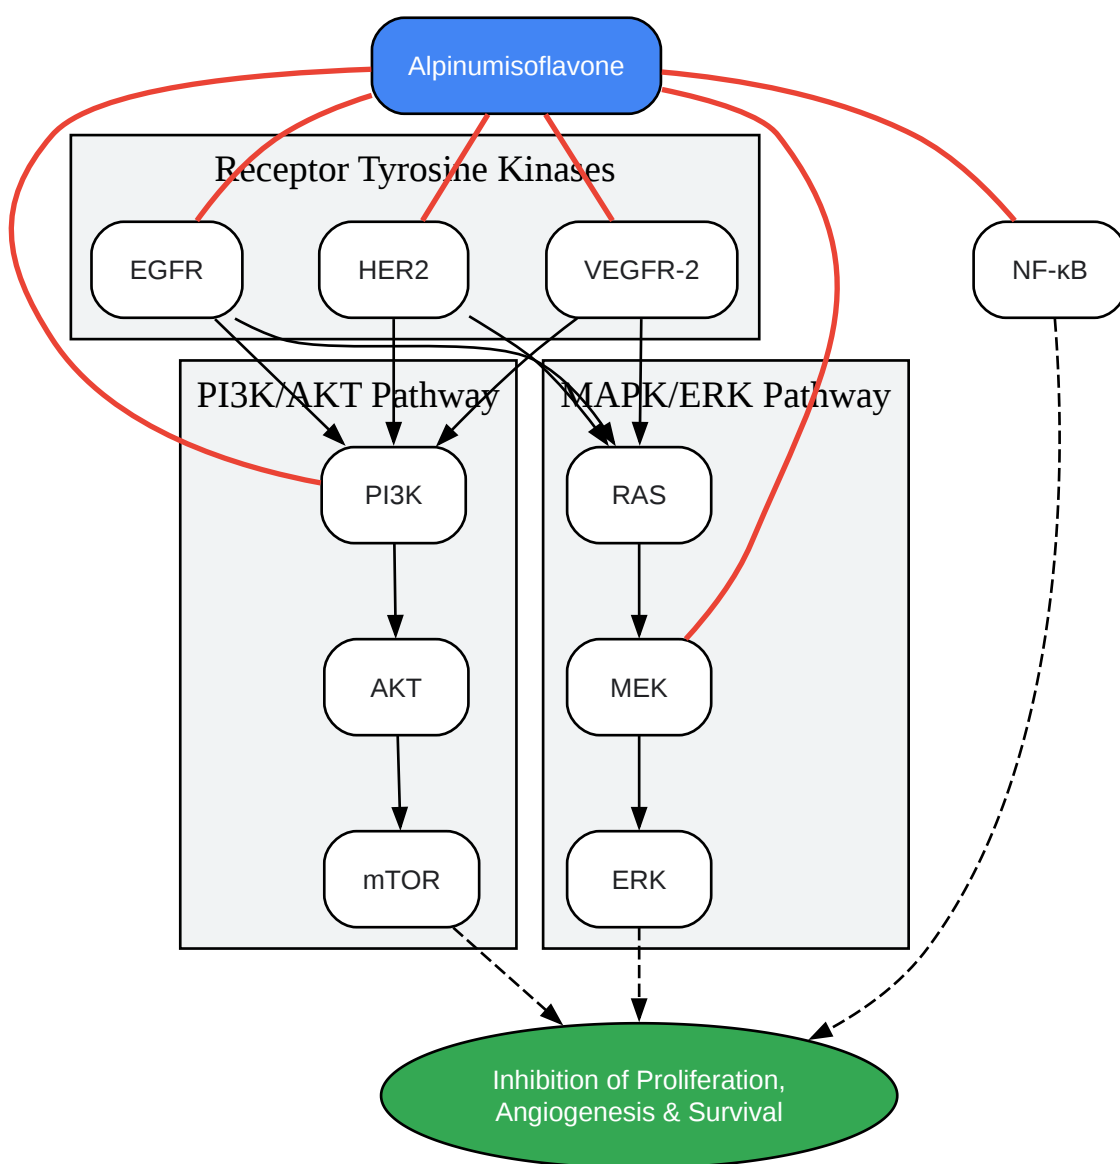 Alpinumisoflavone
Receptor Tyrosine Kinases
EGFR
HER2
VEGFR-2
NF-κB
PI3K/AKT Pathway
MAPK/ERK Pathway
PI3K
RAS
AKT
MEK
mTOR
ERK
Inhibition of Proliferation,
Angiogenesis & Survival